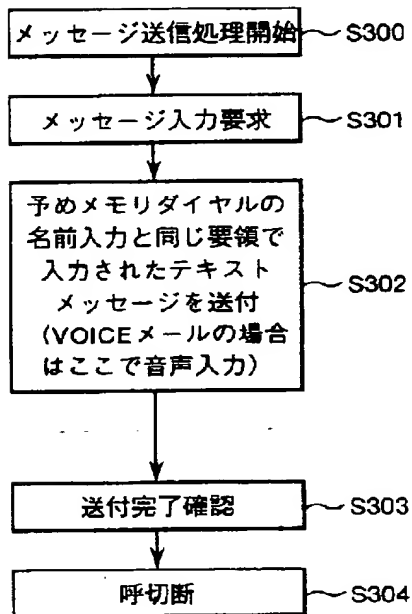 メッセージ送信処理開始 S300
メッセージ入力要求 S301
予めメモリダイヤルの
名前入力と同じ要領で
入力されたテキスト
メッセージを送付
(VOICEメールの場合
はここで音声入力)
S302
送付完了確認 S303
呼切断 S304